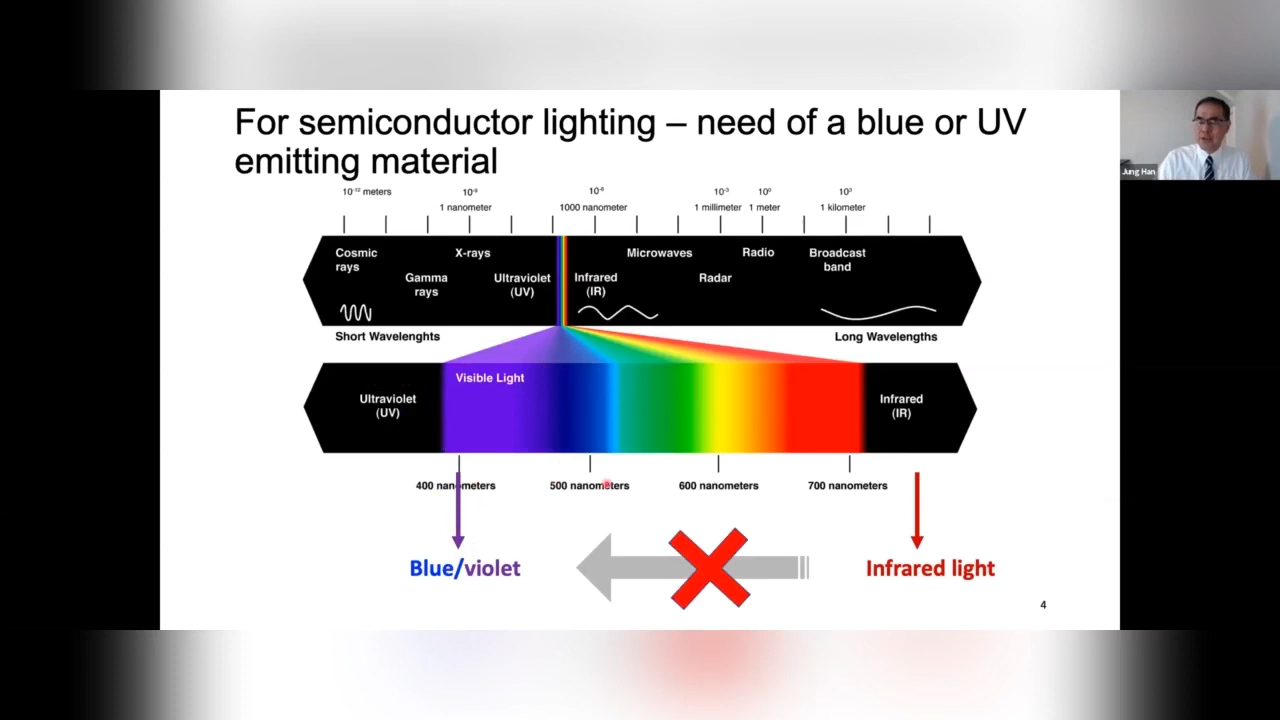 For semiconductor lighting – need of a blue or UV
emitting material
10⁻¹² meters
10⁻⁹
10⁻⁶
10⁻³
10⁰
10³
1 nanometer
1000 nanometer
1 millimeter
1 meter
1 kilometer
Cosmic
rays
X-rays
Microwaves
Radio
Broadcast
band
Gamma
rays
Ultraviolet
(UV)
Infrared
(IR)
Radar
Short Wavelenghts
Long Wavelengths
Visible Light
Ultraviolet
(UV)
Infrared
(IR)
400 nanometers
500 nanometers
600 nanometers
700 nanometers
Blue/violet
Infrared light
4
Jung Han